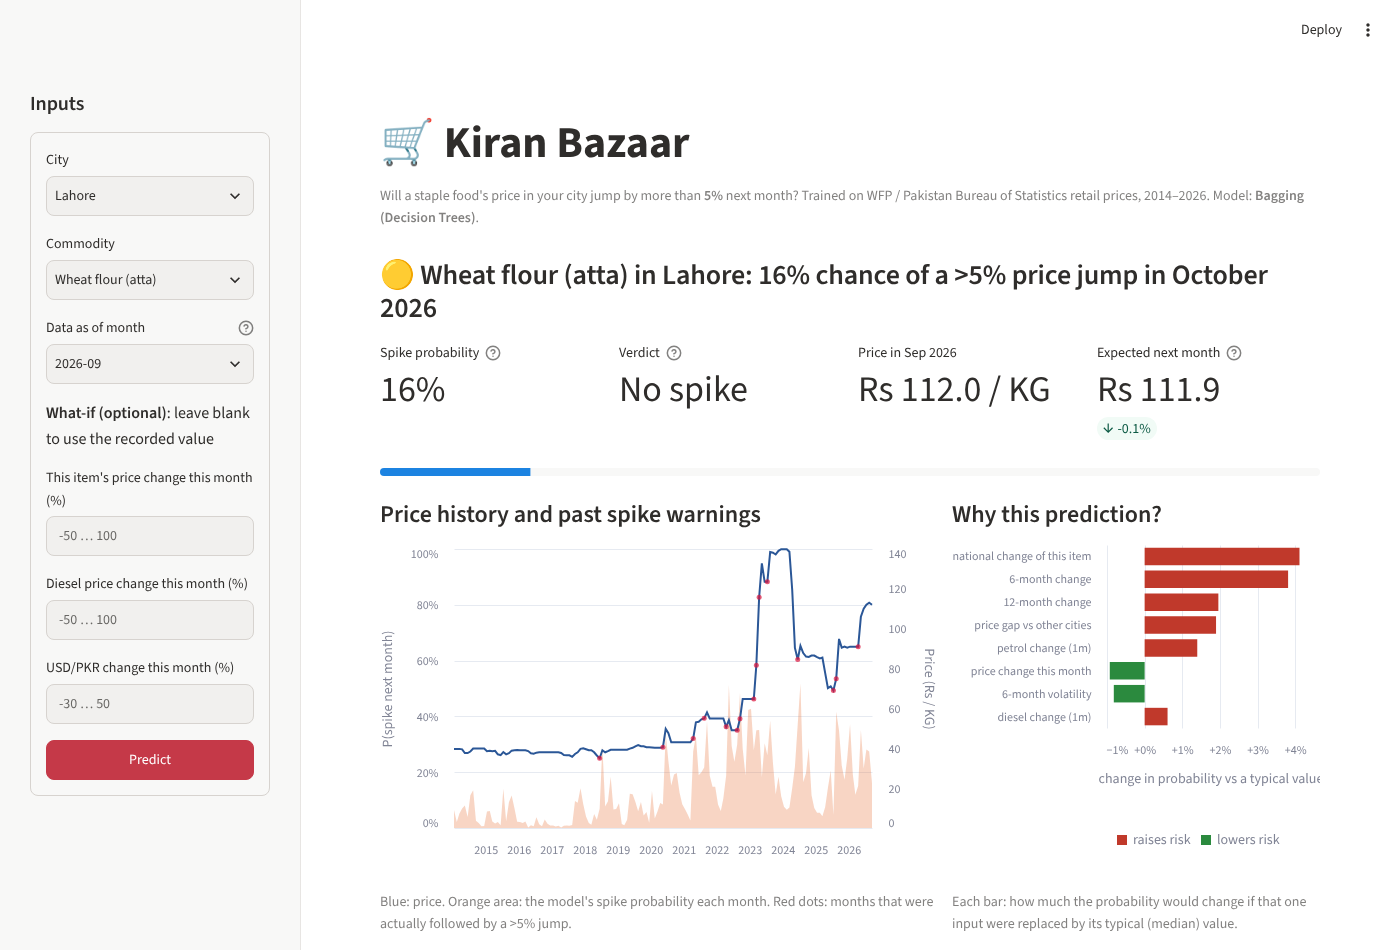 Deploy
Inputs
City
Lahore
Commodity
Wheat flour (atta)
Data as of month
2026-09
What-if (optional): leave blank
to use the recorded value
This item's price change this month
(%)
-50 … 100
Diesel price change this month (%)
-50 … 100
USD/PKR change this month (%)
-30 … 50
Predict
Kiran Bazaar
Will a staple food's price in your city jump by more than 5% next month? Trained on WFP / Pakistan Bureau of Statistics retail prices, 2014–2026. Model: Bagging
(Decision Trees).
Wheat flour (atta) in Lahore: 16% chance of a >5% price jump in October
2026
Spike probability
16%
Verdict
No spike
Price in Sep 2026
Rs 112.0 / KG
Expected next month
Rs 111.9
↓ -0.1%
Price history and past spike warnings
P(spike next month)
100%
80%
60%
40%
20%
0%
140
120
100
80
60
40
20
0
Price (Rs / KG)
2015 2016 2017 2018 2019 2020 2021 2022 2023 2024 2025 2026
Blue: price. Orange area: the model's spike probability each month. Red dots: months that were
actually followed by a >5% jump.
Why this prediction?
national change of this item
6-month change
12-month change
price gap vs other cities
petrol change (1m)
price change this month
6-month volatility
diesel change (1m)
−1% +0% +1% +2% +3% +4%
change in probability vs a typical value
raises risk lowers risk
Each bar: how much the probability would change if that one
input were replaced by its typical (median) value.